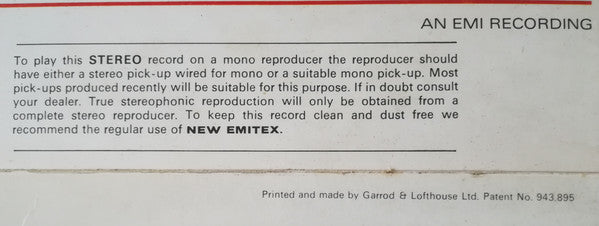 AN EMI RECORDING
To play this STEREO record on a mono reproducer the reproducer should
have either a stereo pick-up wired for mono or a suitable mono pick-up. Most
pick-ups produced recently will be suitable for this purpose. If in doubt consult
your dealer. True stereophonic reproduction will only be obtained from a
complete stereo reproducer. To keep this record clean and dust free we
recommend the regular use of NEW EMITEX.
Printed and made by Garrod & Lofthouse Ltd. Patent No. 943,895